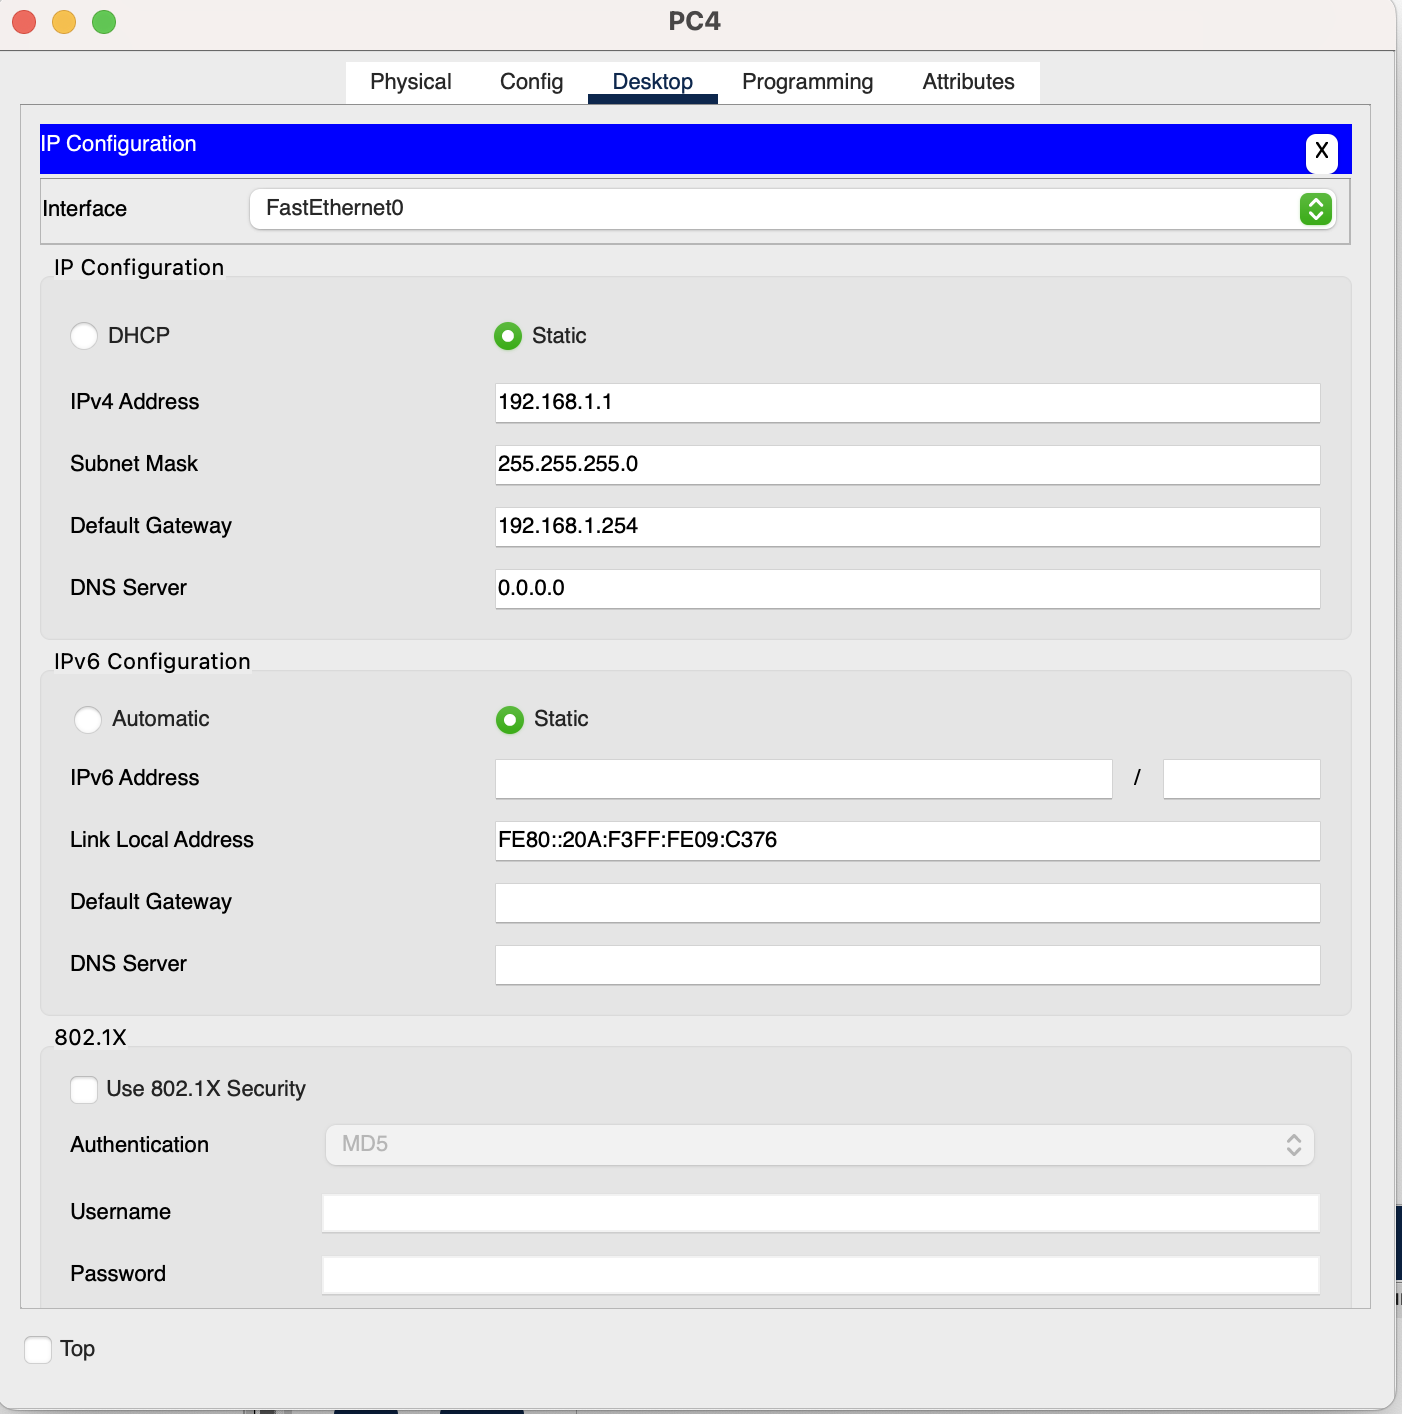 PC4
Physical Config Desktop Programming Attributes
IP Configuration
X
Interface FastEthernet0
IP Configuration
DHCP Static
IPv4 Address 192.168.1.1
Subnet Mask 255.255.255.0
Default Gateway 192.168.1.254
DNS Server 0.0.0.0
IPv6 Configuration
Automatic Static
IPv6 Address /
Link Local Address FE80::20A:F3FF:FE09:C376
Default Gateway
DNS Server
802.1X
Use 802.1X Security
Authentication MD5
Username
Password
Top